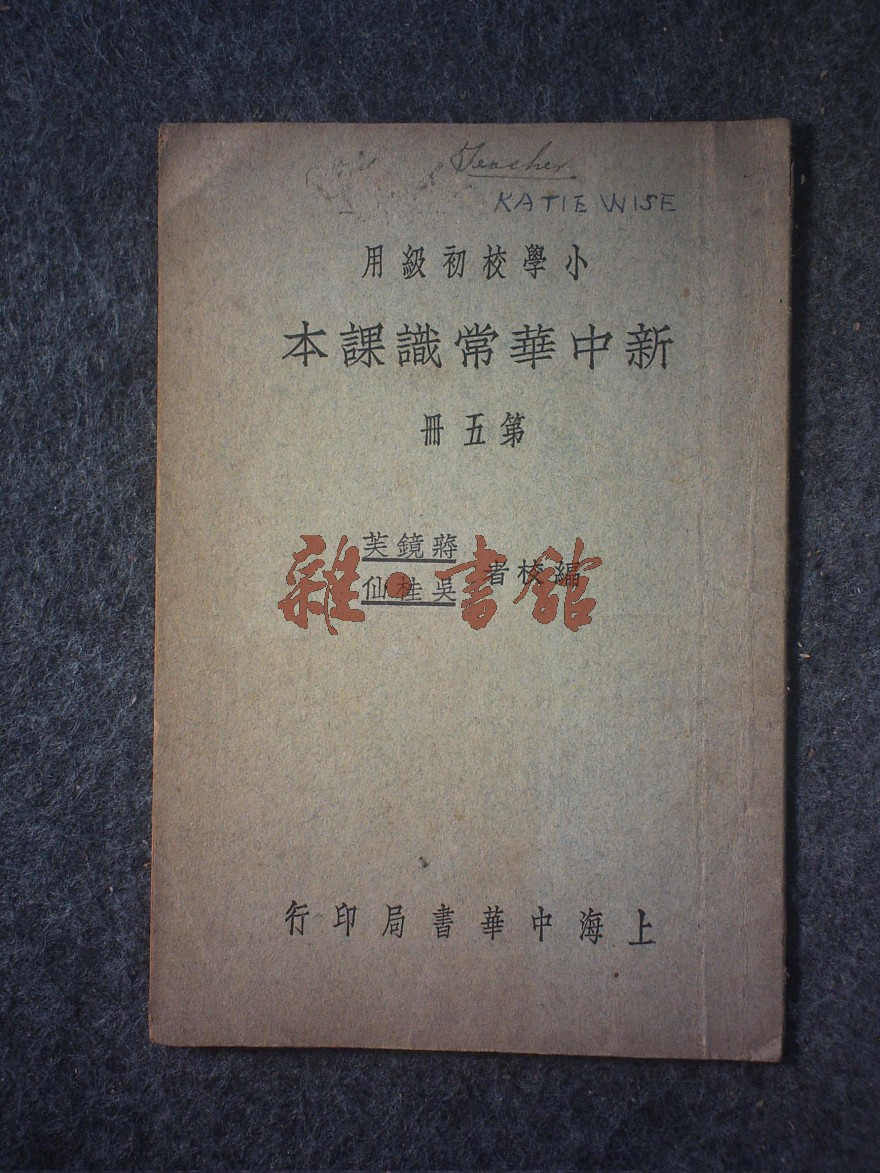 Teacher.
KATIE WISE
小學校初級用
新中華常識課本
第五冊
編校者
蔣鏡芙
吳桂仙
雜·書館
上海中華書局印行